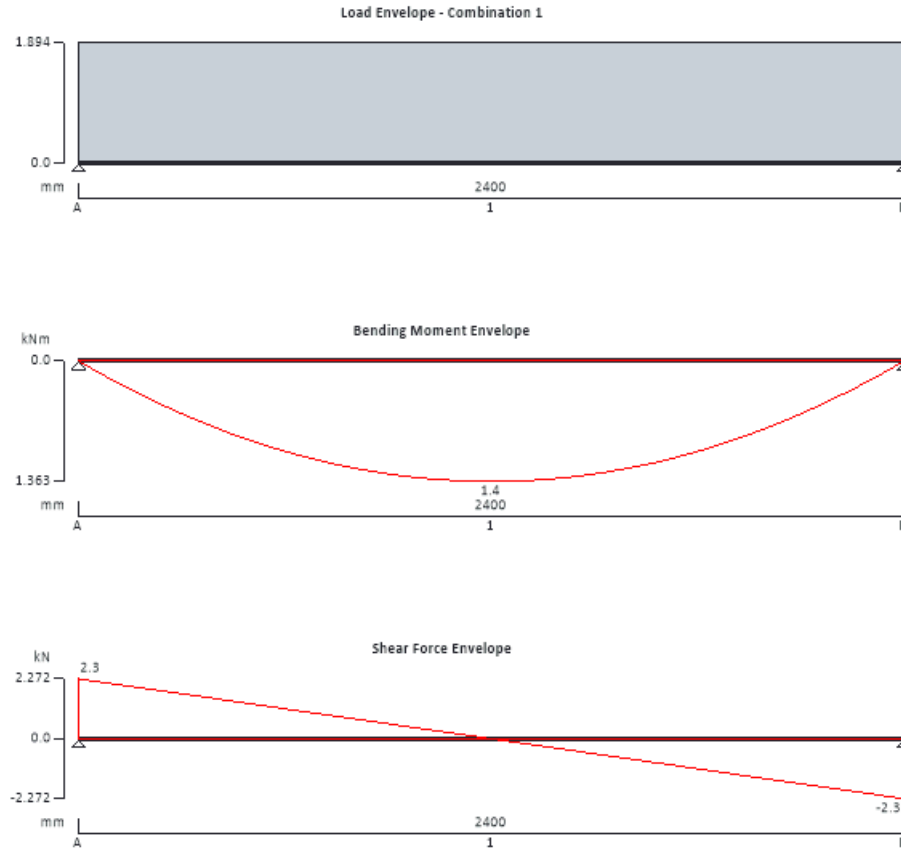 Load Envelope - Combination 1
1.894
0.0
mm
2400
A
1
Bending Moment Envelope
kNm
0.0
1.363
1.4
mm
2400
A
1
Shear Force Envelope
kN
2.3
2.272
0.0
-2.272
-2.3
mm
2400
A
1